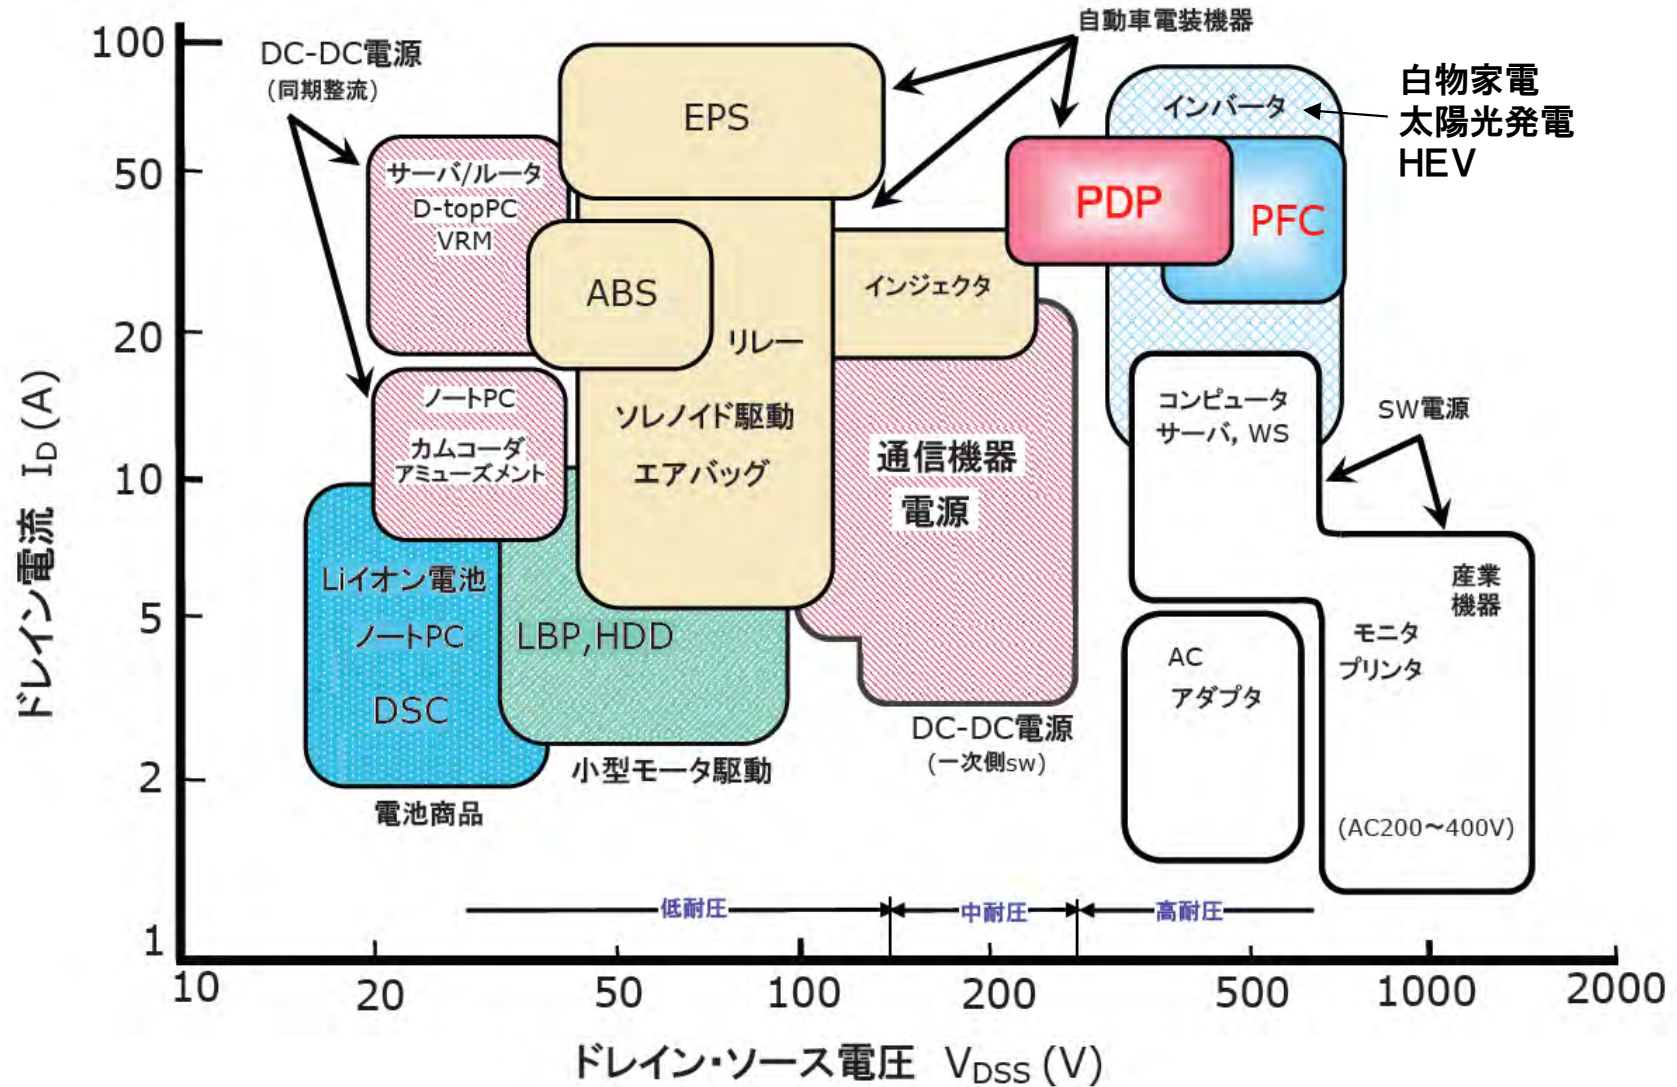 自動車電装機器
DC-DC電源
(同期整流)
白物家電
太陽光発電
HEV
インバータ
EPS
サーバ/ルータ
D-topPC
VRM
PDP
PFC
ABS
インジェクタ
リレー
ノートPC
カムコーダ
アミューズメント
ソレノイド駆動
エアバッグ
通信機器
電源
コンピュータ
サーバ, WS
SW電源
Liイオン電池
ノートPC
DSC
LBP,HDD
産業
機器
モニタ
プリンタ
AC
アダプタ
DC-DC電源
(一次側sw)
小型モータ駆動
電池商品
(AC200～400V)
低耐圧
中耐圧
高耐圧
ドレイン電流 ID (A)
100
50
20
10
5
2
1
10
20
50
100
200
500
1000
2000
ドレイン・ソース電圧 VDSS (V)